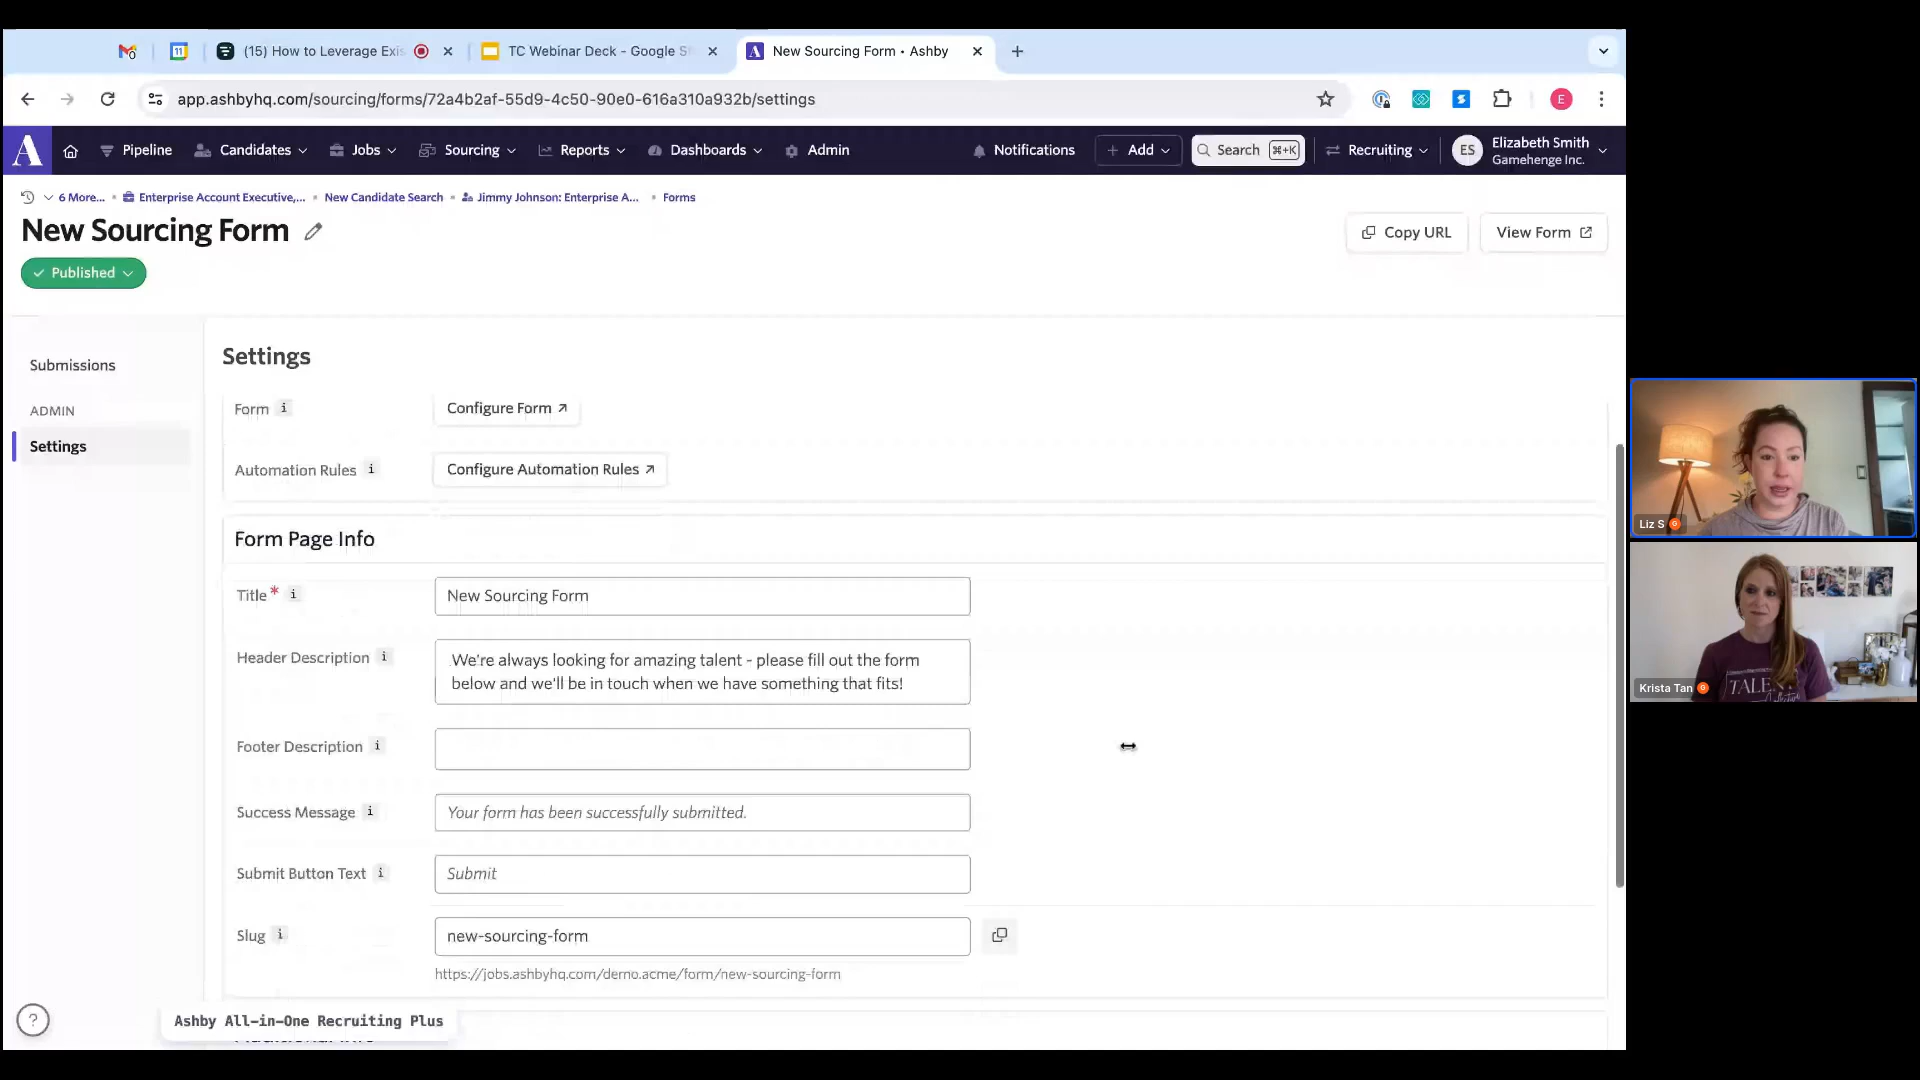 (15) How to Leverage Exis
TC Webinar Deck - Google S
New Sourcing Form • Ashby
app.ashbyhq.com/sourcing/forms/72a4b2af-55d9-4c50-90e0-616a310a932b/settings
E
A
Pipeline
Candidates
Jobs
Sourcing
Reports
Dashboards
Admin
Notifications
+ Add
Search ⌘+K
Recruiting
ES
Elizabeth Smith
Gamehenge Inc.
6 More...
Enterprise Account Executive,...
New Candidate Search
Jimmy Johnson: Enterprise A...
Forms
New Sourcing Form
Copy URL
View Form
Published
Submissions
ADMIN
Settings
Settings
Form i
Configure Form ↗
Automation Rules i
Configure Automation Rules ↗
Form Page Info
Title * i
New Sourcing Form
Header Description i
We're always looking for amazing talent - please fill out the form
below and we'll be in touch when we have something that fits!
Footer Description i
Success Message i
Your form has been successfully submitted.
Submit Button Text i
Submit
Slug i
new-sourcing-form
https://jobs.ashbyhq.com/demo.acme/form/new-sourcing-form
?
Ashby All-in-One Recruiting Plus
Liz S
Krista Tan
TALENT